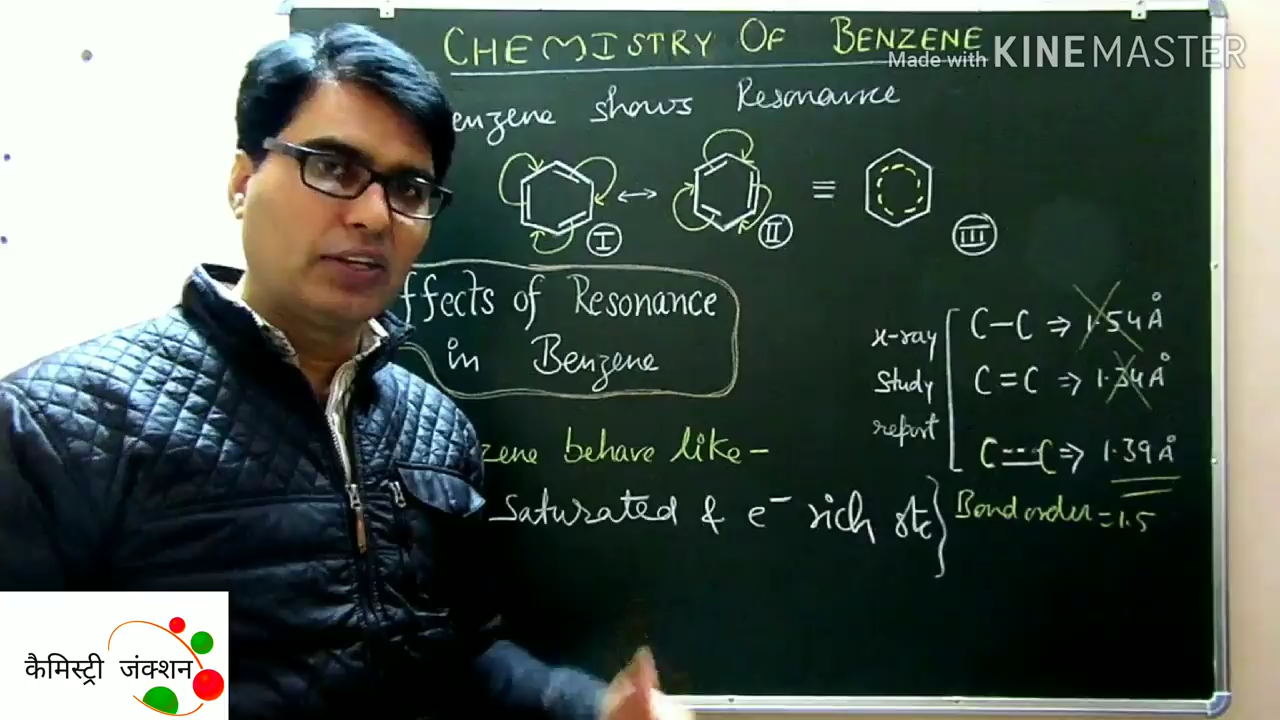 CHEMISTRY OF BENZENE
Made with KINEMASTER
enzene shows Resonance
I ↔ II ≡ III
ffects of Resonance
in Benzene
x-ray
study
report
C-C ⇒ 1.54 Å
C=C ⇒ 1.34 Å
C=C ⇒ 1.39 Å
zene behave like -
Saturated & e⁻ rich stc
Bond order = 1.5
कैमिस्ट्री जंक्शन